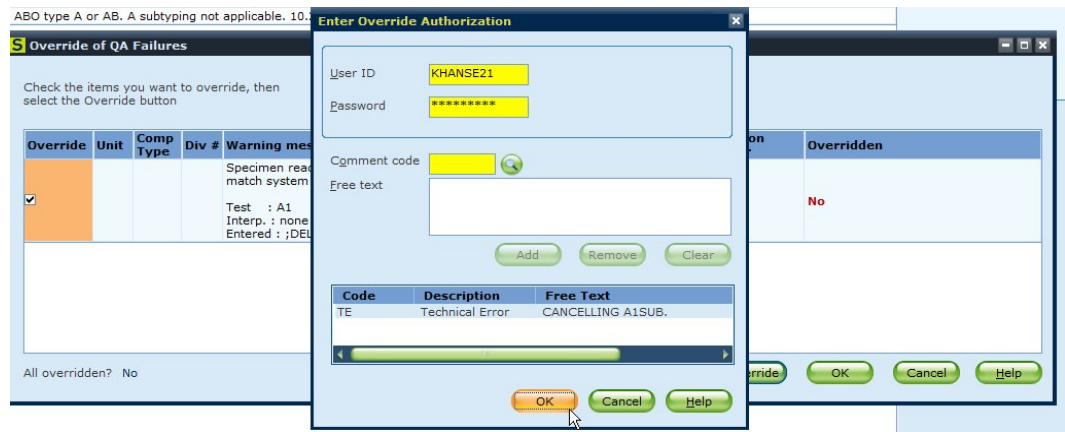 ABO type A or AB. A subtyping not applicable. 10.
Enter Override Authorization
S Override of QA Failures
Check the items you want to override, then
select the Override button
User ID KHANSE21
Password *********
Override Unit Comp Type Div # Warning Overridden
Comment code
Free text
Specimen
match system
Test : A1
Interp. : none
Entered : ;DEL
No
Add Remove Clear
Code Description Free Text
TE Technical Error CANCELLING A1SUB.
All overridden? No
OK Cancel Help
OK Cancel Help